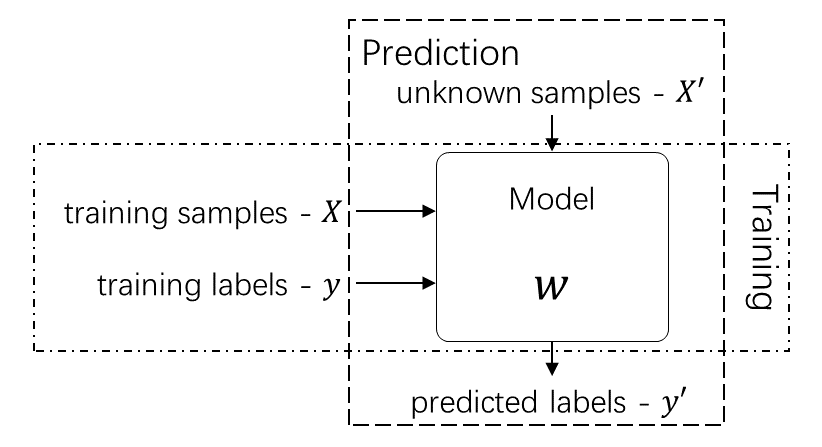 Prediction
unknown samples - X′
training samples - X
Model
Training
training labels - y
w
predicted labels - y′